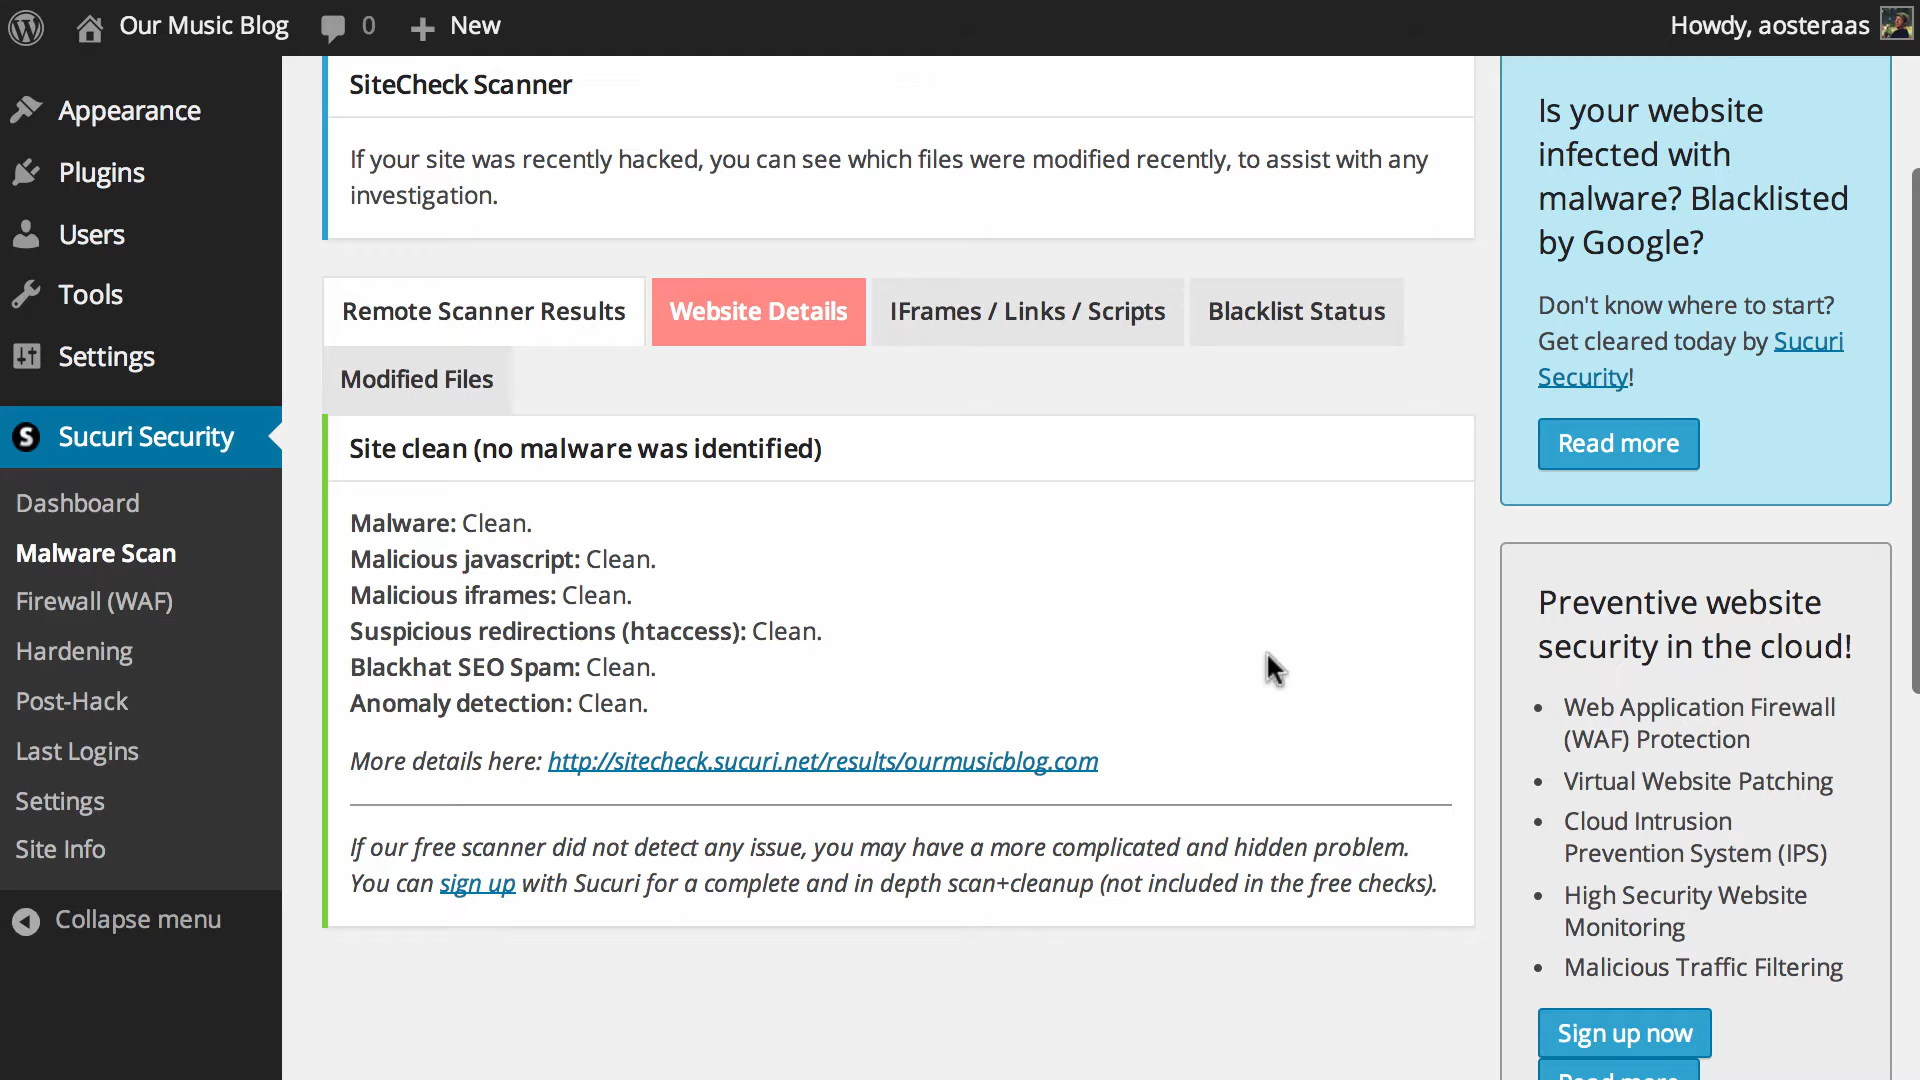 Our Music Blog
0
New
Howdy, aosteraas
Appearance
Plugins
Users
Tools
Settings
Sucuri Security
Dashboard
Malware Scan
Firewall (WAF)
Hardening
Post-Hack
Last Logins
Settings
Site Info
Collapse menu
SiteCheck Scanner
If your site was recently hacked, you can see which files were modified recently, to assist with any
investigation.
Remote Scanner Results
Website Details
IFrames / Links / Scripts
Blacklist Status
Modified Files
Site clean (no malware was identified)
Malware: Clean.
Malicious javascript: Clean.
Malicious iframes: Clean.
Suspicious redirections (htaccess): Clean.
Blackhat SEO Spam: Clean.
Anomaly detection: Clean.
More details here: http://sitecheck.sucuri.net/results/ourmusicblog.com
If our free scanner did not detect any issue, you may have a more complicated and hidden problem.
You can sign up with Sucuri for a complete and in depth scan+cleanup (not included in the free checks).
Is your website
infected with
malware? Blacklisted
by Google?
Don't know where to start?
Get cleared today by Sucuri
Security!
Read more
Preventive website
security in the cloud!
• Web Application Firewall
(WAF) Protection
• Virtual Website Patching
• Cloud Intrusion
Prevention System (IPS)
• High Security Website
Monitoring
• Malicious Traffic Filtering
Sign up now
Read more